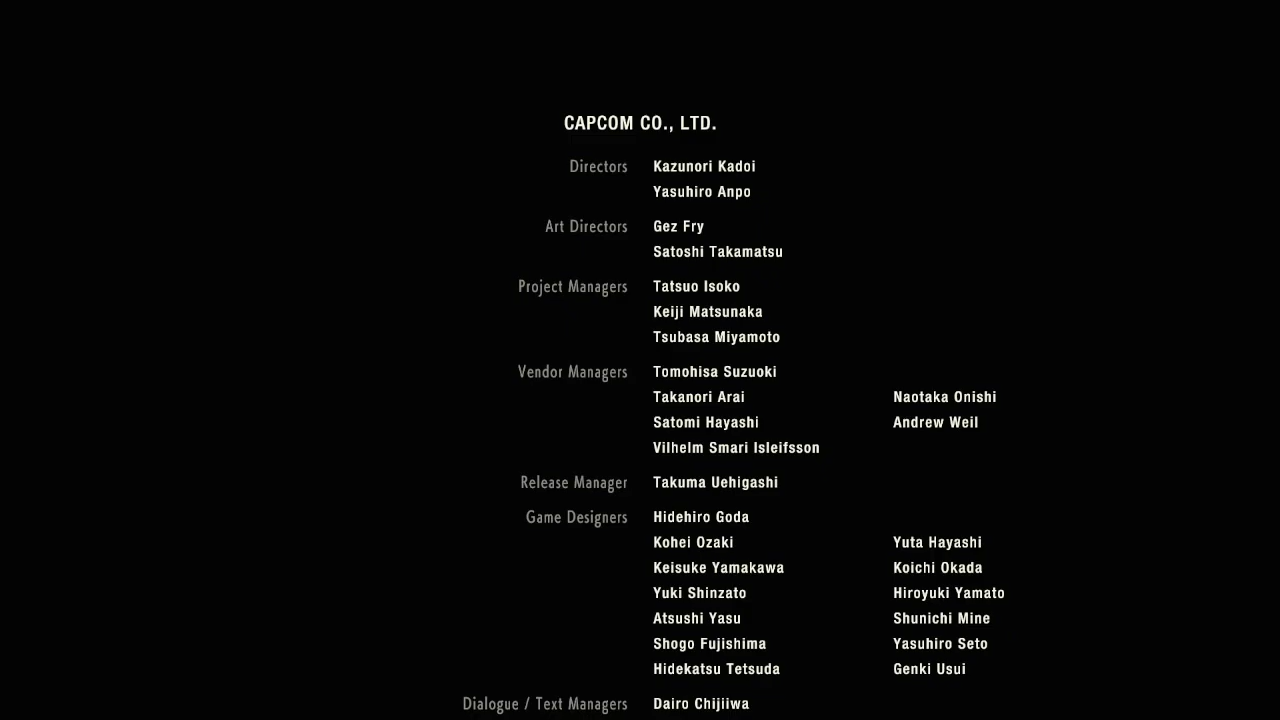 CAPCOM CO., LTD.
Directors Kazunori Kadoi
Yasuhiro Anpo
Art Directors Gez Fry
Satoshi Takamatsu
Project Managers Tatsuo Isoko
Keiji Matsunaka
Tsubasa Miyamoto
Vendor Managers Tomohisa Suzuoki
Takanori Arai Naotaka Onishi
Satomi Hayashi Andrew Weil
Vilhelm Smari Isleifsson
Release Manager Takuma Uehigashi
Game Designers Hidehiro Goda
Kohei Ozaki Yuta Hayashi
Keisuke Yamakawa Koichi Okada
Yuki Shinzato Hiroyuki Yamato
Atsushi Yasu Shunichi Mine
Shogo Fujishima Yasuhiro Seto
Hidekatsu Tetsuda Genki Usui
Dialogue / Text Managers Dairo Chijiiwa